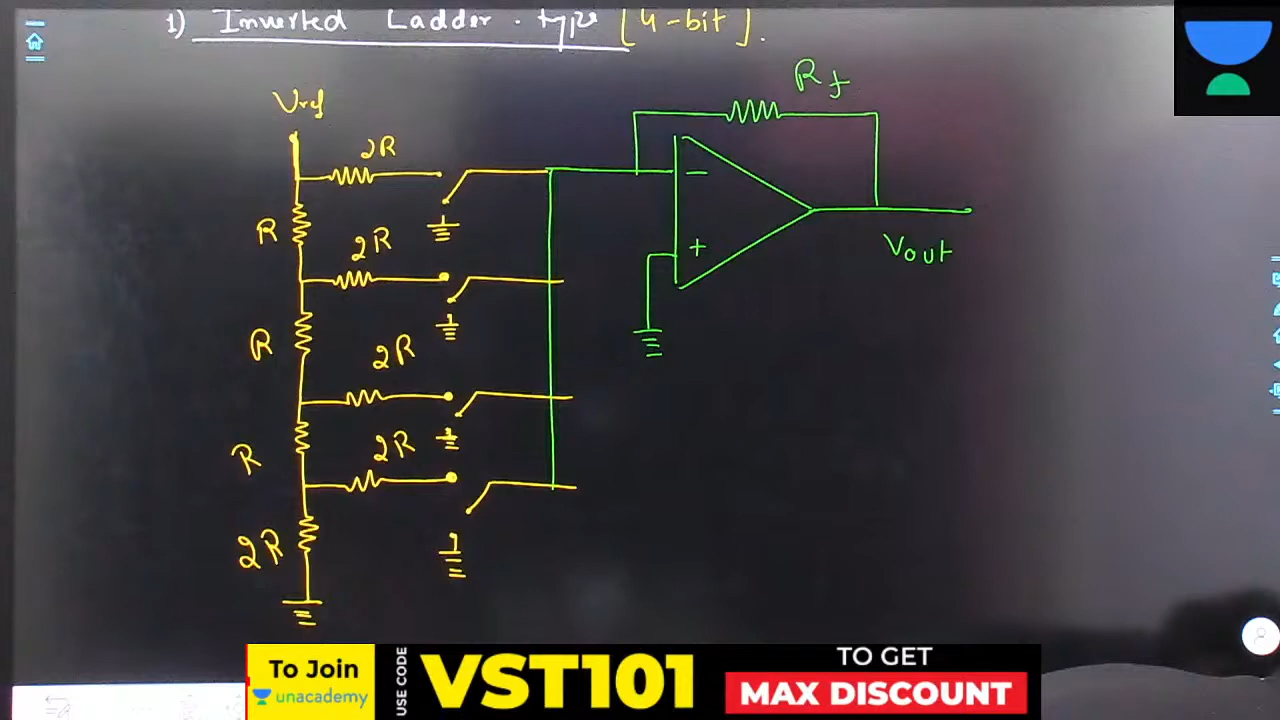 1) Inverted Ladder - type [4-bit].
Vref
2R
R
2R
R
2R
R
2R
2R
Rf
−
+
Vout
To Join
unacademy
USE CODE
VST101
TO GET
MAX DISCOUNT